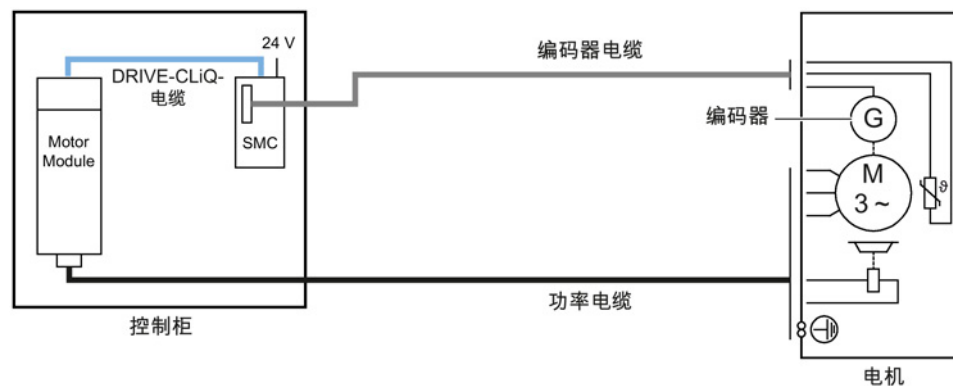 24 V
编码器电缆
DRIVE-CLiQ-
电缆
Motor
Module
SMC
编码器
G
M
3 ~
ϑ
功率电缆
控制柜
电机